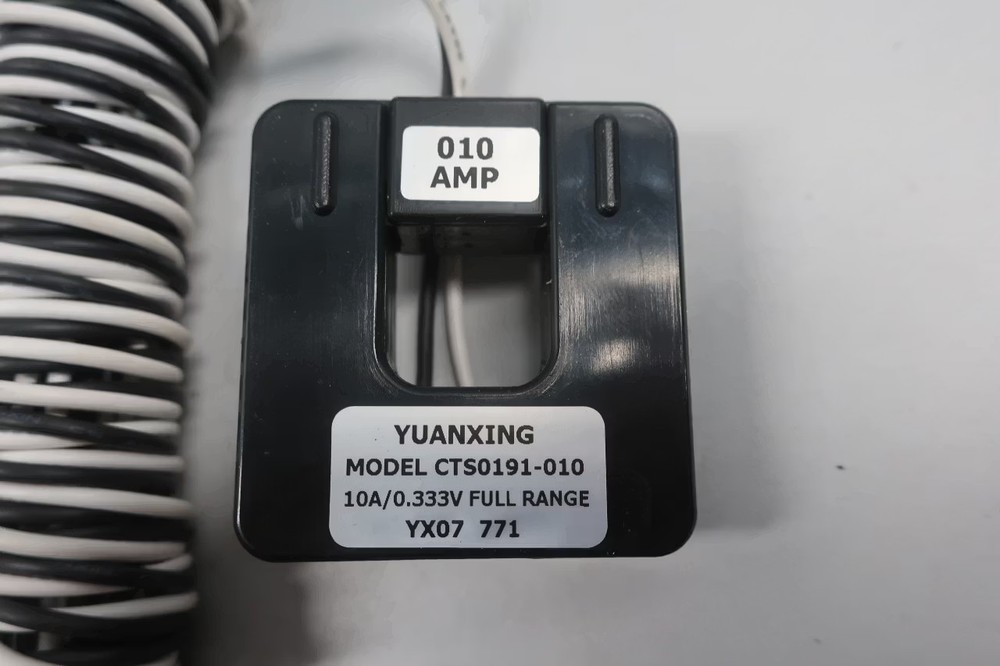 010
AMP
YUANXING
MODEL CTS0191-010
10A/0.333V FULL RANGE
YX07 771